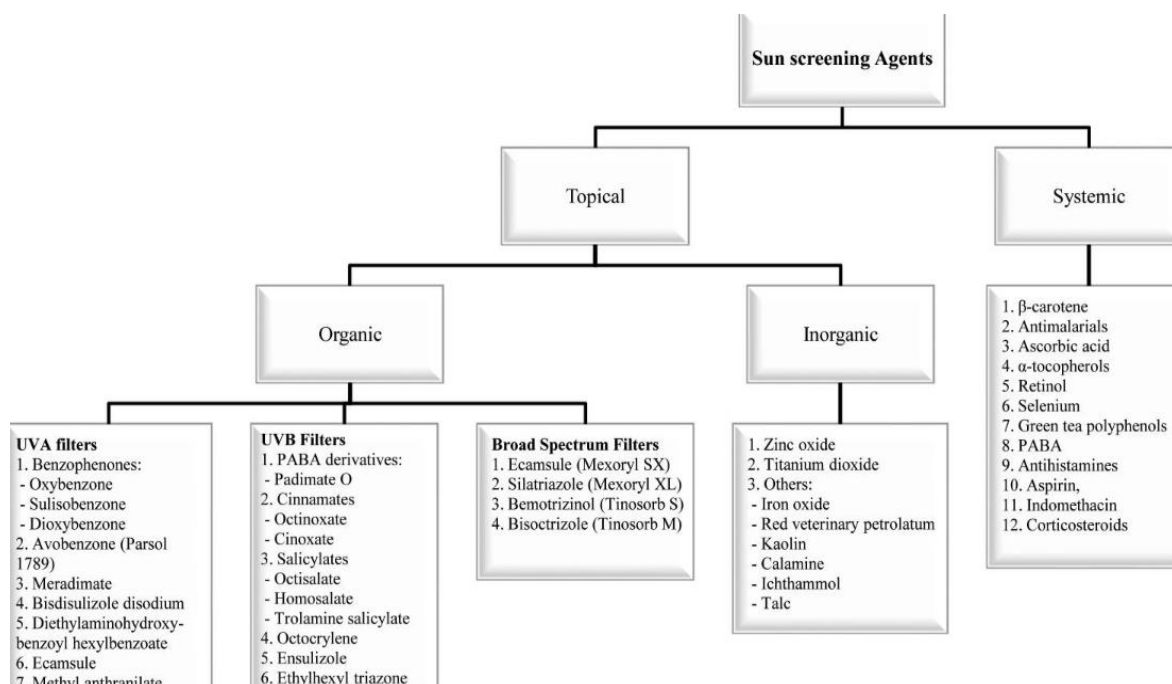 Sun screening Agents
Topical
Systemic
Organic
Inorganic
UVA filters
1. Benzophenones:
- Oxybenzone
- Sulisobenzone
- Dioxybenzone
2. Avobenzone (Parsol
1789)
3. Meradimate
4. Bisdisulizole disodium
5. Diethylaminohydroxy-
benzoyl hexylbenzoate
6. Ecamsule
7. Methyl anthranilate
UVB Filters
1. PABA derivatives:
- Padimate O
2. Cinnamates
- Octinoxate
- Cinoxate
3. Salicylates
- Octisalate
- Homosalate
- Trolamine salicylate
4. Octocrylene
5. Ensulizole
6. Ethylhexyl triazone
Broad Spectrum Filters
1. Ecamsule (Mexoryl SX)
2. Silatriazole (Mexoryl XL)
3. Bemotrizinol (Tinosorb S)
4. Bisoctrizole (Tinosorb M)
1. Zinc oxide
2. Titanium dioxide
3. Others:
- Iron oxide
- Red veterinary petrolatum
- Kaolin
- Calamine
- Ichthammol
- Talc
1. β-carotene
2. Antimalarials
3. Ascorbic acid
4. α-tocopherols
5. Retinol
6. Selenium
7. Green tea polyphenols
8. PABA
9. Antihistamines
10. Aspirin,
11. Indomethacin
12. Corticosteroids